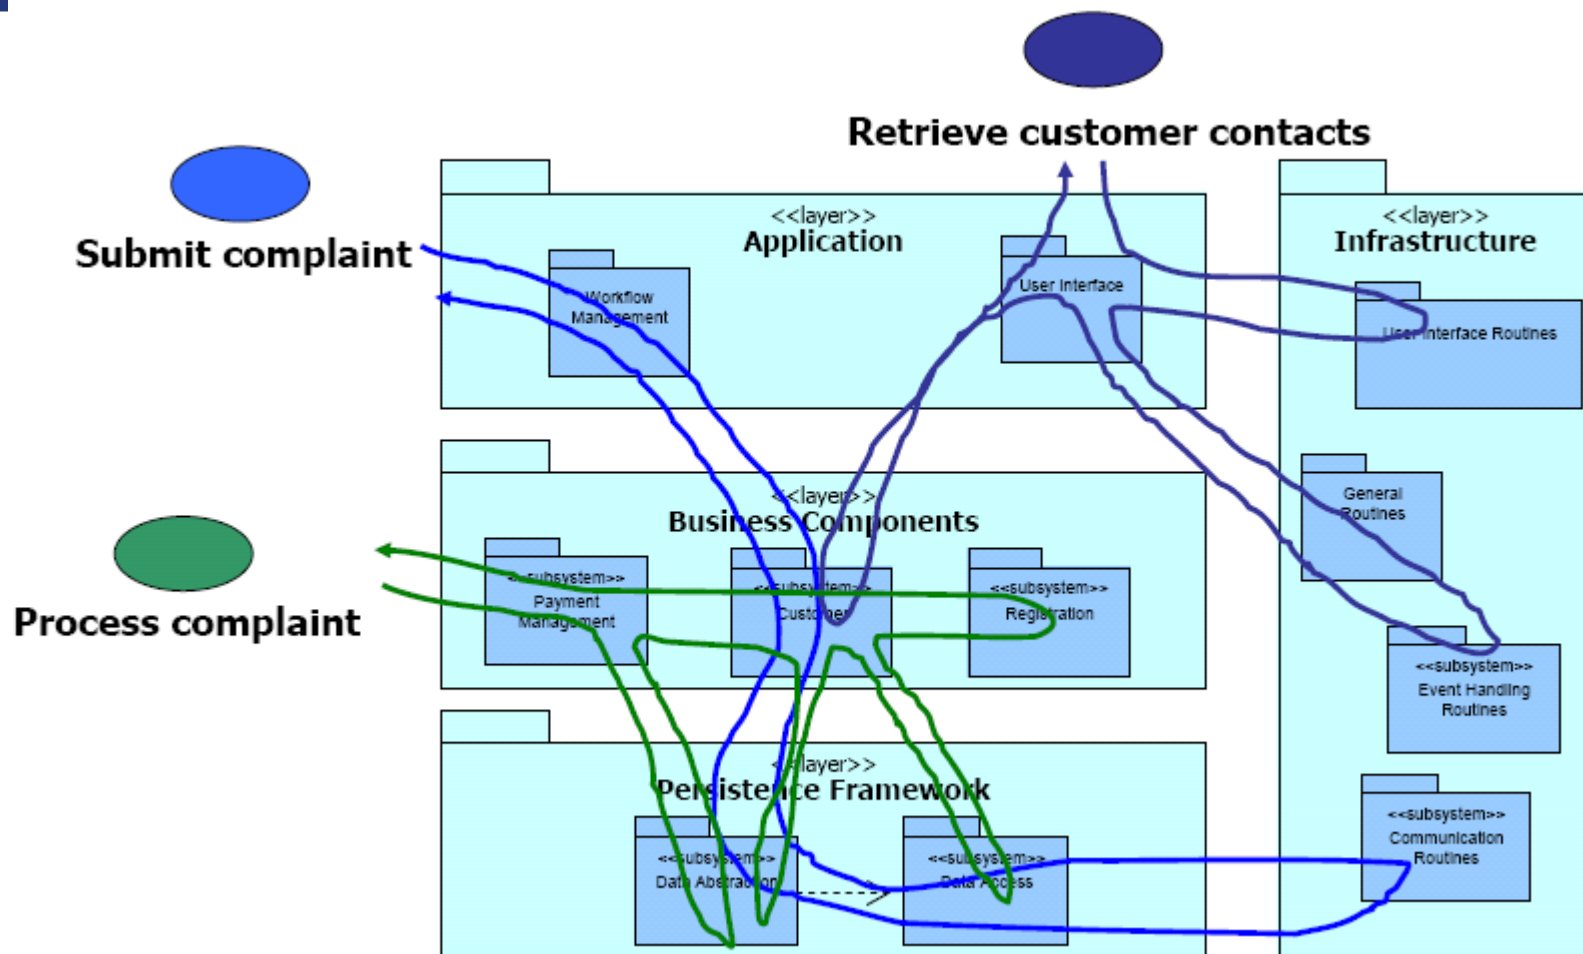 Retrieve customer contacts
Submit complaint
Process complaint
<<layer>>
Application
Workflow
Management
User Interface
<<layer>>
Infrastructure
User Interface Routines
General
Routines
<<subsystem>>
Event Handling
Routines
<<subsystem>>
Communication
Routines
<<layer>>
Business Components
<<subsystem>>
Payment
Management
<<subsystem>>
Customer
<<subsystem>>
Registration
<<layer>>
Persistence Framework
<<subsystem>>
Data Abstraction
<<subsystem>>
Data Access